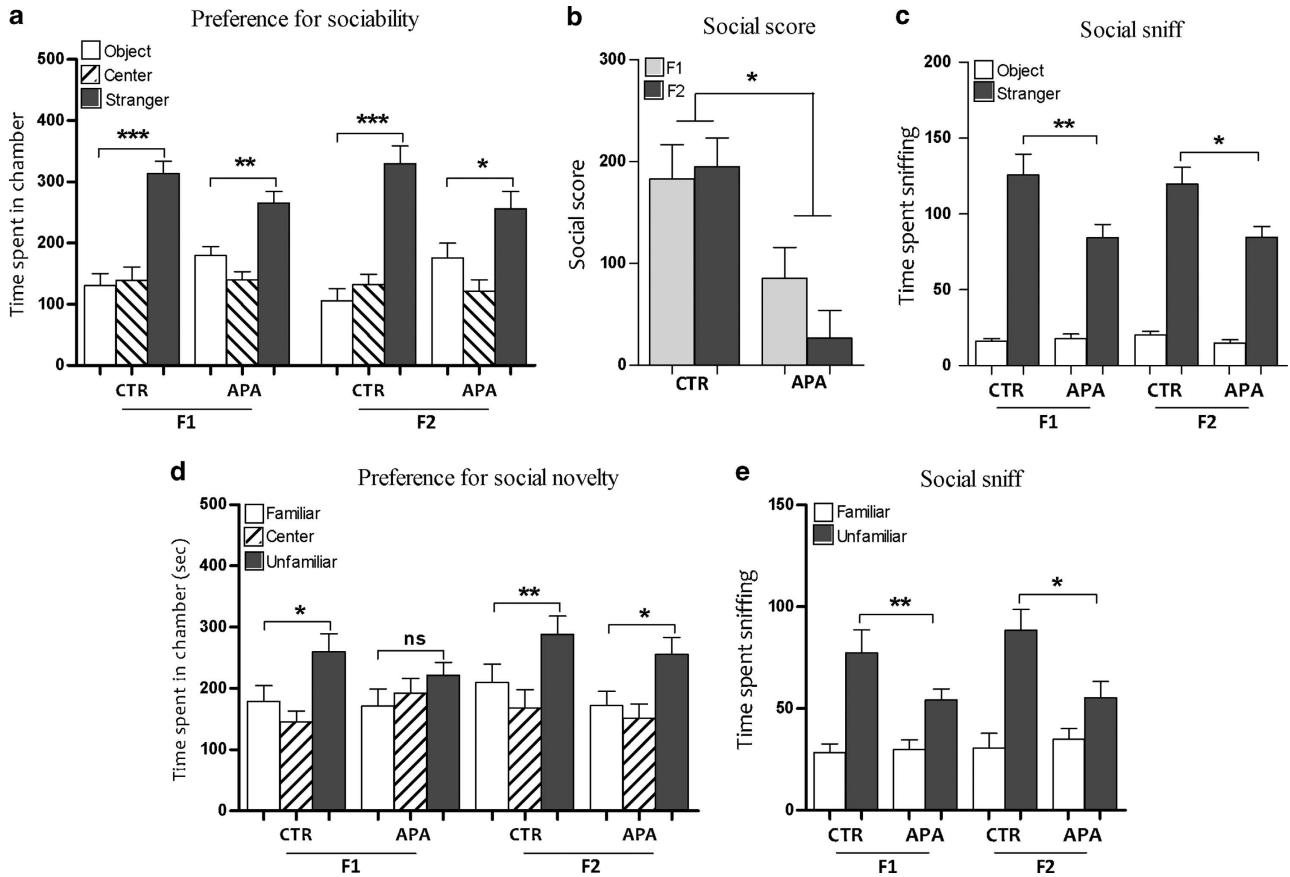 a
Preference for sociability
Object
Center
Stranger
Time spent in chamber
500
400
300
200
100
0
***
**
***
*
CTR APA CTR APA
F1 F2
b
Social score
F1
F2
Social score
300
200
100
0
*
CTR APA
c
Social sniff
Object
Stranger
Time spent sniffing
200
150
100
50
0
**
*
CTR APA CTR APA
F1 F2
d
Preference for social novelty
Familiar
Center
Unfamiliar
Time spent in chamber (sec)
500
400
300
200
100
0
*
ns
**
*
CTR APA CTR APA
F1 F2
e
Social sniff
Familiar
Unfamiliar
Time spent sniffing
150
100
50
0
**
*
CTR APA CTR APA
F1 F2